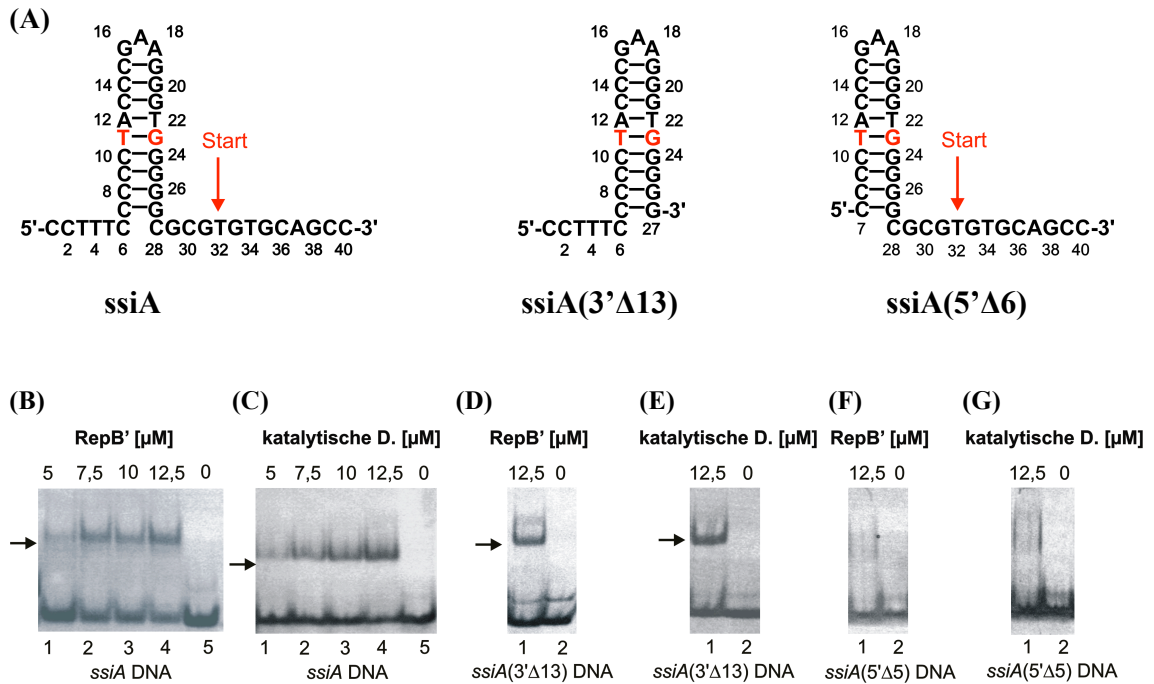 (A)
16 G A A 18
C–G
14 C–G 20
C–G
12 A T 22
T–G
10 C–G 24
C–G
8 C–G 26
C–G
Start
5'-CCTTTC CGCGTGTGCAGCC-3'
2 4 6 28 30 32 34 36 38 40
ssiA
16 G A A 18
C–G
14 C–G 20
C–G
12 A T 22
T–G
10 C–G 24
C–G
8 C–G
C G-3'
5'-CCTTTC 27
2 4 6
ssiA(3’Δ13)
16 G A A 18
C–G
14 C–G 20
C–G
12 A T 22
T–G
10 C–G 24
C–G
C–G 26
5'-C G
Start
7 CGCGTGTGCAGCC-3'
28 30 32 34 36 38 40
ssiA(5’Δ6)
(B)
RepB’ [µM]
5 7,5 10 12,5 0
1 2 3 4 5
ssiA DNA
(C)
katalytische D. [µM]
5 7,5 10 12,5 0
1 2 3 4 5
ssiA DNA
(D)
RepB’ [µM]
12,5 0
1 2
ssiA(3'Δ13) DNA
(E)
katalytische D. [µM]
12,5 0
1 2
ssiA(3'Δ13) DNA
(F)
RepB’ [µM]
12,5 0
1 2
ssiA(5'Δ5) DNA
(G)
katalytische D. [µM]
12,5 0
1 2
ssiA(5'Δ5) DNA